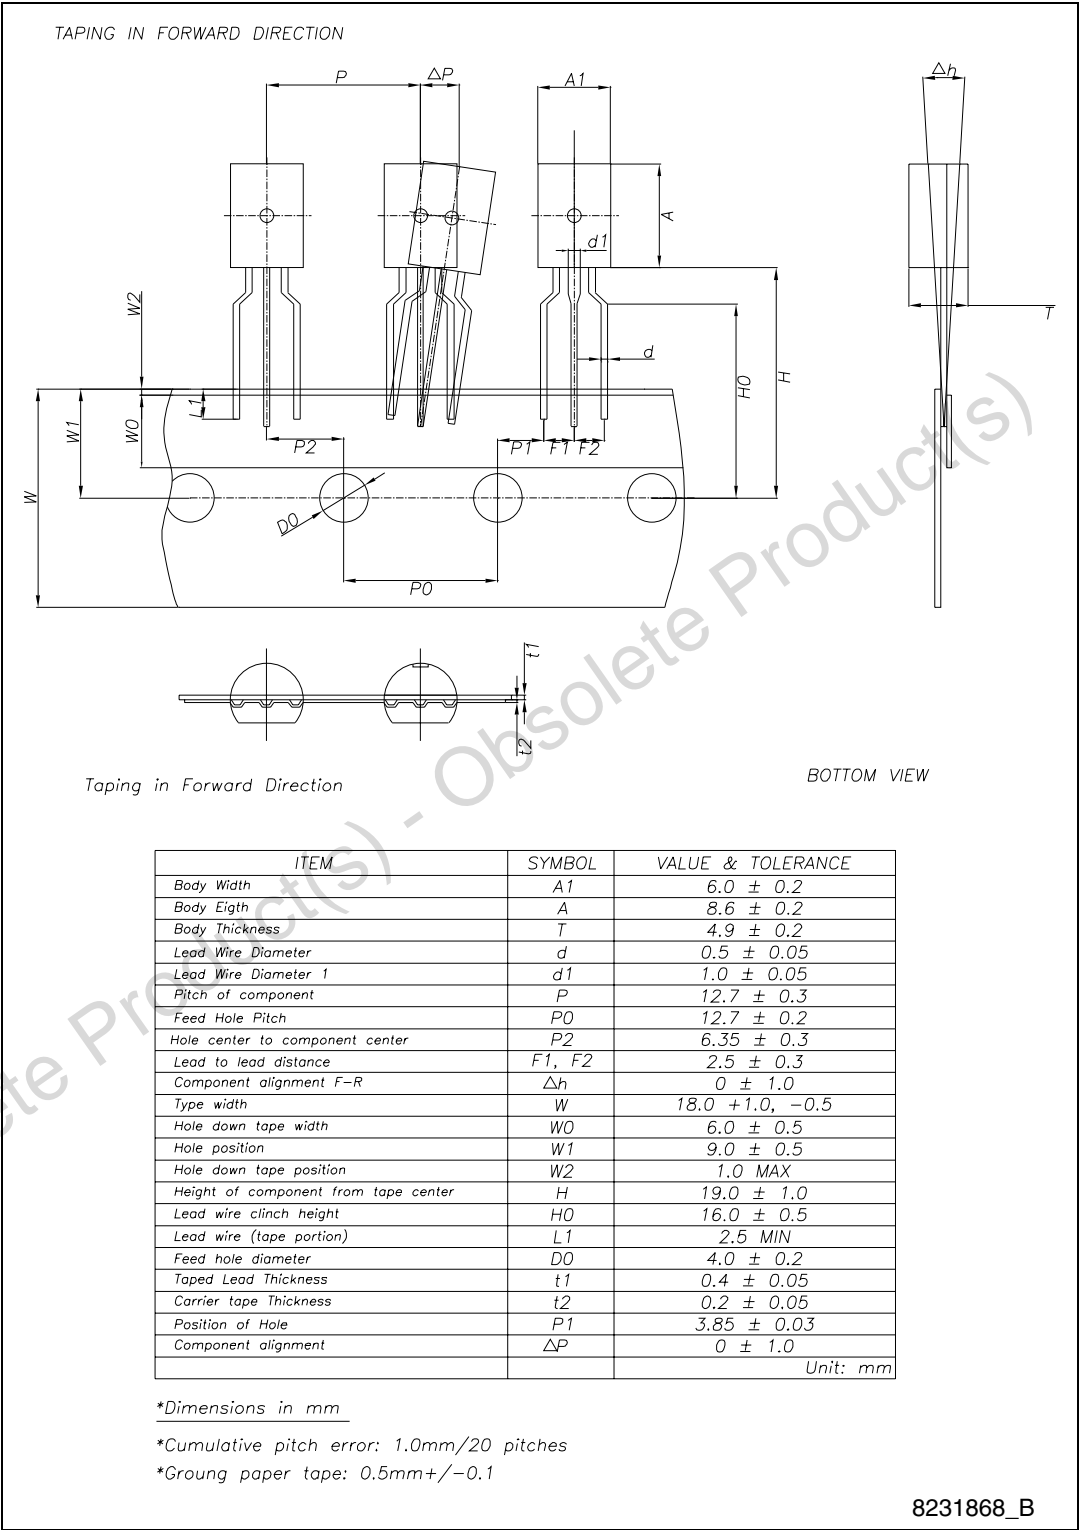 TAPING IN FORWARD DIRECTION
P
△P
A1
△h
A
d1
W2
T
d
H0
H
L1
W1
W0
P2
P1
F1
F2
W
D0
P0
t1
t2
Taping in Forward Direction
BOTTOM VIEW
ITEM SYMBOL VALUE & TOLERANCE
Body Width A1 6.0 ± 0.2
Body Eigth A 8.6 ± 0.2
Body Thickness T 4.9 ± 0.2
Lead Wire Diameter d 0.5 ± 0.05
Lead Wire Diameter 1 d1 1.0 ± 0.05
Pitch of component P 12.7 ± 0.3
Feed Hole Pitch P0 12.7 ± 0.2
Hole center to component center P2 6.35 ± 0.3
Lead to lead distance F1, F2 2.5 ± 0.3
Component alignment F-R △h 0 ± 1.0
Type width W 18.0 +1.0, -0.5
Hole down tape width W0 6.0 ± 0.5
Hole position W1 9.0 ± 0.5
Hole down tape position W2 1.0 MAX
Height of component from tape center H 19.0 ± 1.0
Lead wire clinch height H0 16.0 ± 0.5
Lead wire (tape portion) L1 2.5 MIN
Feed hole diameter D0 4.0 ± 0.2
Taped Lead Thickness t1 0.4 ± 0.05
Carrier tape Thickness t2 0.2 ± 0.05
Position of Hole P1 3.85 ± 0.03
Component alignment △P 0 ± 1.0
Unit: mm
*Dimensions in mm
*Cumulative pitch error: 1.0mm/20 pitches
*Groung paper tape: 0.5mm+/-0.1
8231868_B
ete Product(s) - Obsolete Product(s)